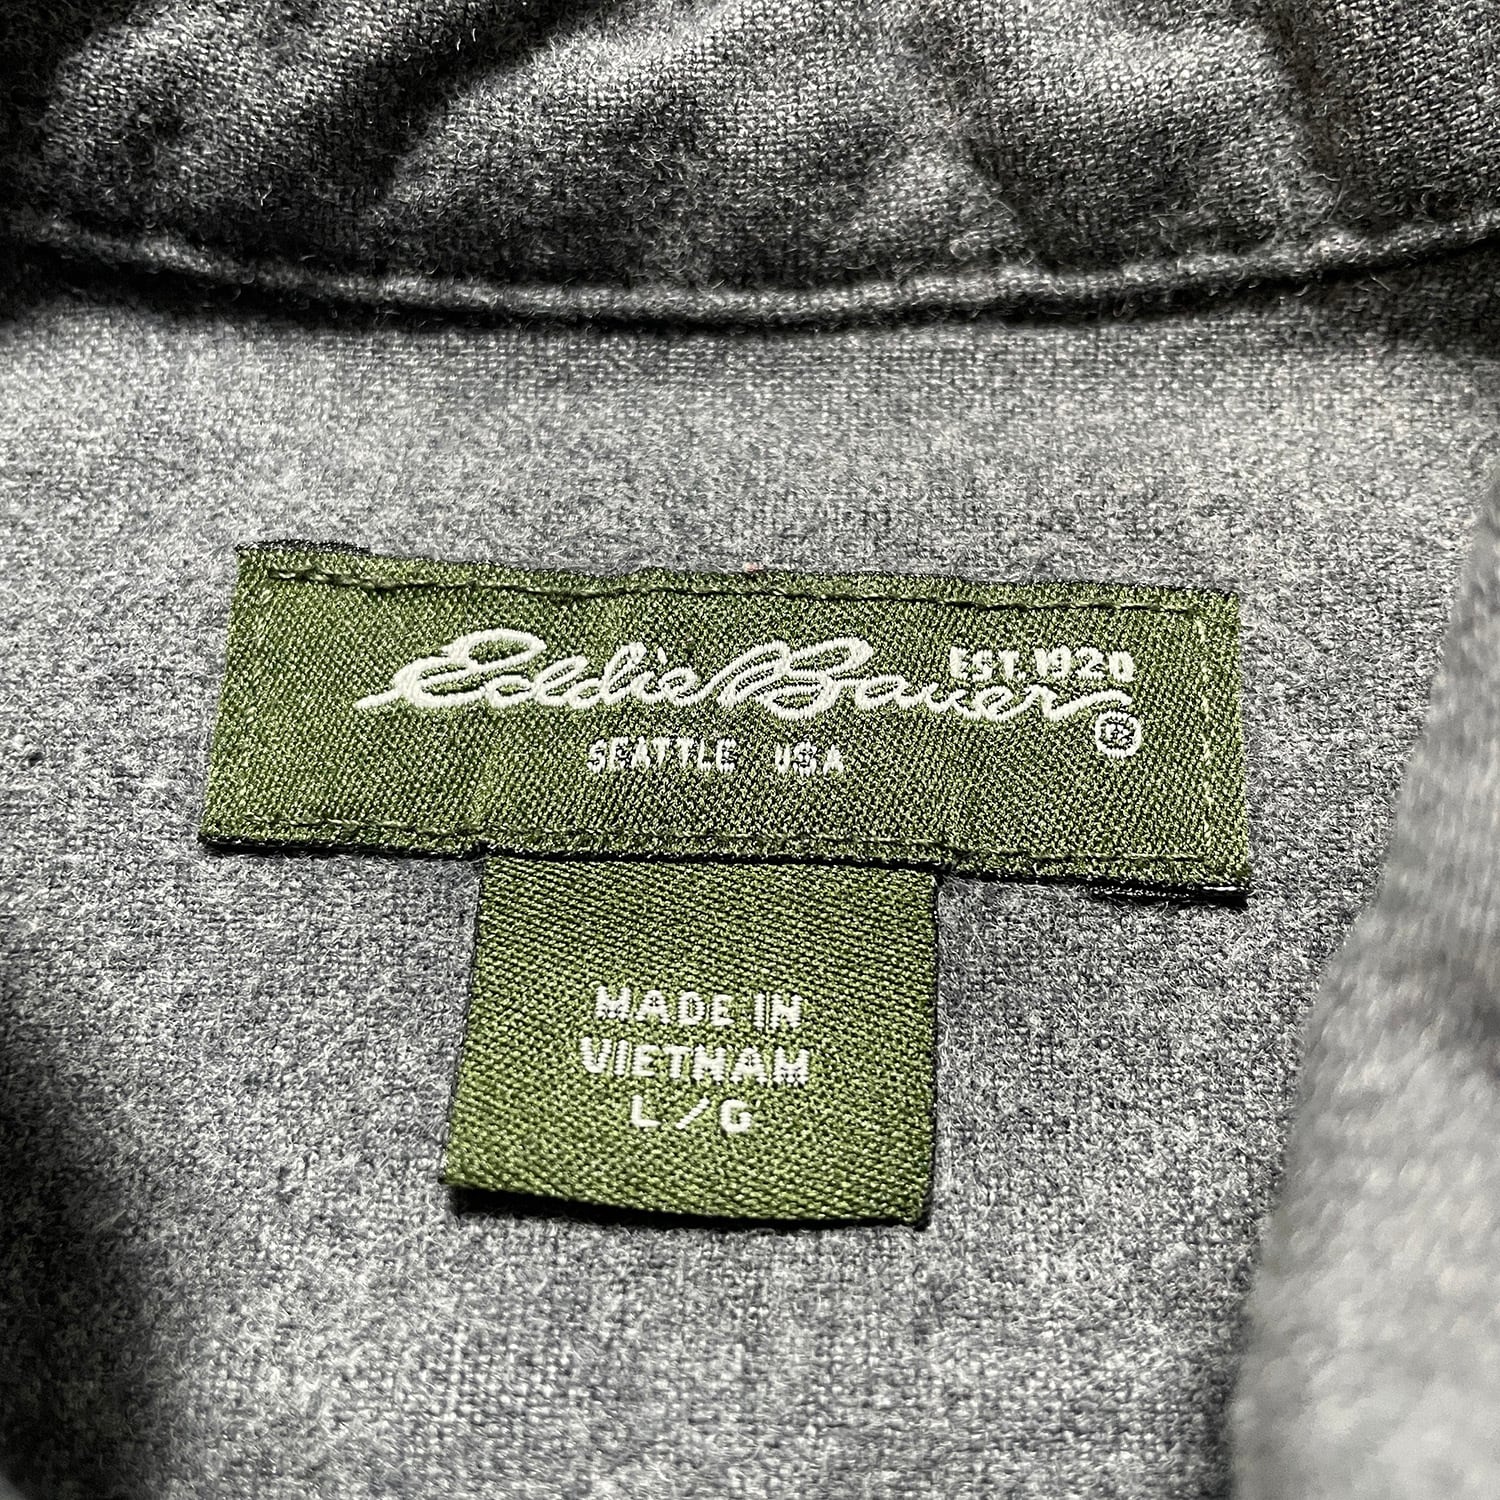 Eddie Bauer EST. 1920
®
SEATTLE USA
MADE IN
VIETNAM
L/G